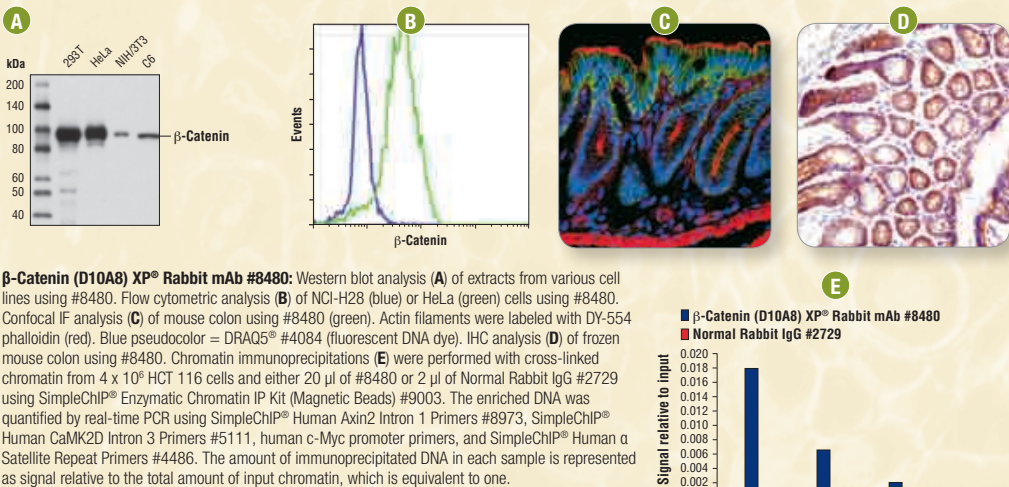 A
B
C
D
kDa
293T
HeLa
NIH/3T3
C6
200
140
100
80
60
50
40
β-Catenin
Events
β-Catenin
β-Catenin (D10A8) XP® Rabbit mAb #8480: Western blot analysis (A) of extracts from various cell
lines using #8480. Flow cytometric analysis (B) of NCI-H28 (blue) or HeLa (green) cells using #8480.
Confocal IF analysis (C) of mouse colon using #8480 (green). Actin filaments were labeled with DY-554
phalloidin (red). Blue pseudocolor = DRAQ5® #4084 (fluorescent DNA dye). IHC analysis (D) of frozen
mouse colon using #8480. Chromatin immunoprecipitations (E) were performed with cross-linked
chromatin from 4 x 10⁶ HCT 116 cells and either 20 µl of #8480 or 2 µl of Normal Rabbit IgG #2729
using SimpleChIP® Enzymatic Chromatin IP Kit (Magnetic Beads) #9003. The enriched DNA was
quantified by real-time PCR using SimpleChIP® Human Axin2 Intron 1 Primers #8973, SimpleChIP®
Human CaMK2D Intron 3 Primers #5111, human c-Myc promoter primers, and SimpleChIP® Human α
Satellite Repeat Primers #4486. The amount of immunoprecipitated DNA in each sample is represented
as signal relative to the total amount of input chromatin, which is equivalent to one.
E
β-Catenin (D10A8) XP® Rabbit mAb #8480
Normal Rabbit IgG #2729
Signal relative to input
0.020
0.018
0.016
0.014
0.012
0.010
0.008
0.006
0.004
0.002